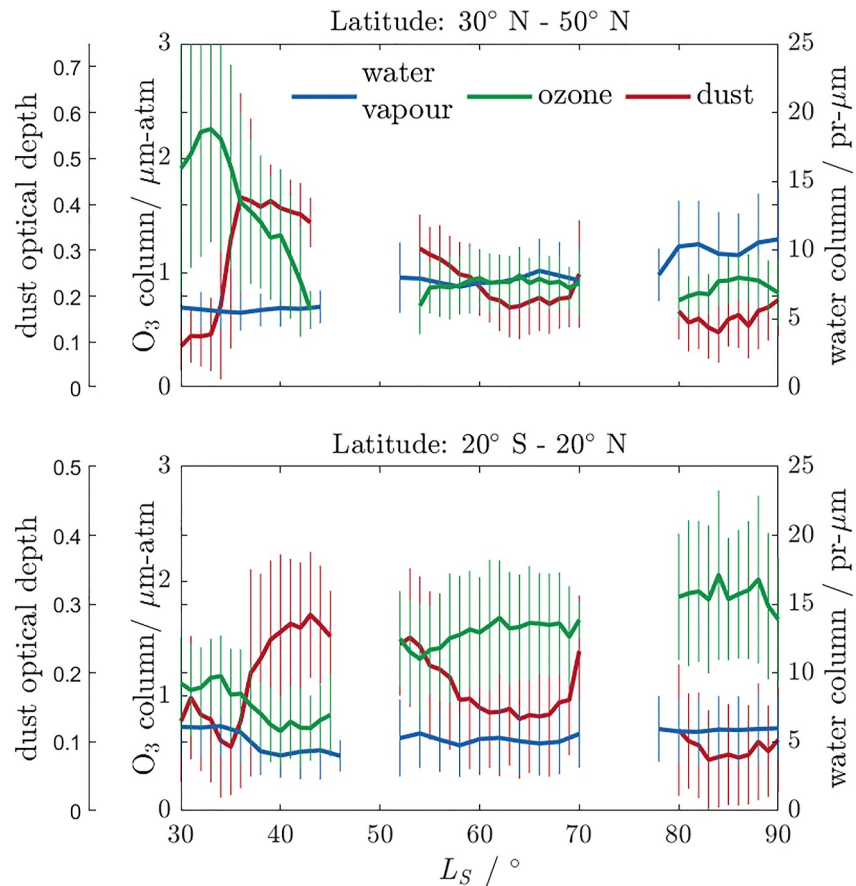 Latitude: 30° N - 50° N
dust optical depth
0.7
0.6
0.5
0.4
0.3
0.2
0.1
0
O3 column/ μm-atm
3
2
1
0
water vapour
ozone
dust
25
20
15
10
5
0
water column / pr-μm
Latitude: 20° S - 20° N
dust optical depth
0.5
0.4
0.3
0.2
0.1
0
O3 column/ μm-atm
3
2
1
0
25
20
15
10
5
0
water column / pr-μm
30 40 50 60 70 80 90
LS / °